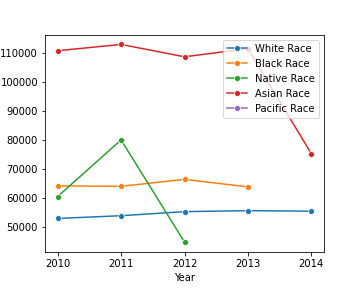 White Race
Black Race
Native Race
Asian Race
Pacific Race
110000
100000
90000
80000
70000
60000
50000
2010 2011 2012 2013 2014
Year